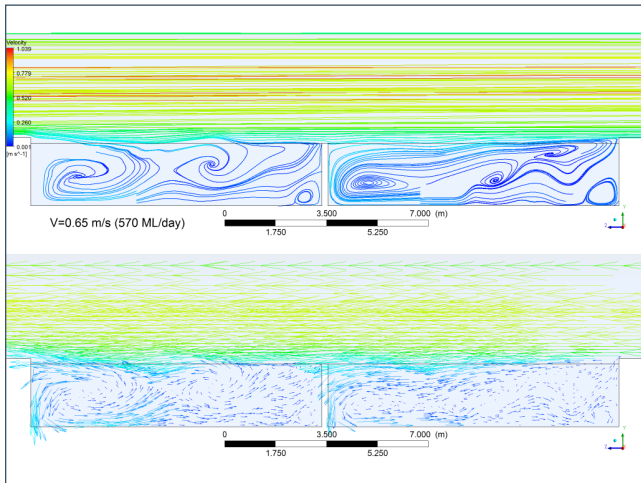 Velocity
1.039
0.779
0.520
0.260
0.001
[m s^-1]
V=0.65 m/s (570 ML/day)
0 3.500 7.000 (m)
1.750 5.250
Y
Z X
0 3.500 7.000 (m)
1.750 5.250
Y
Z X